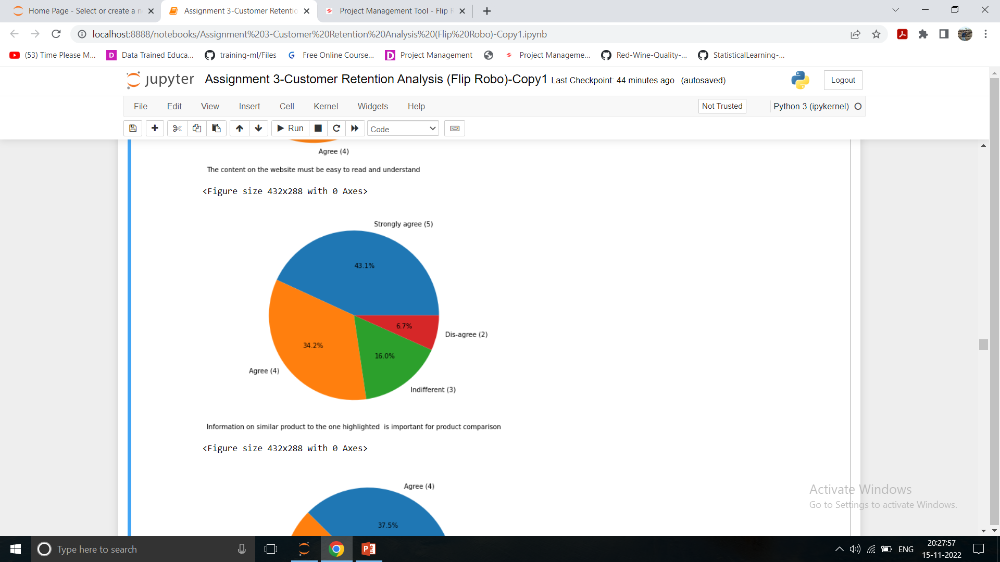 Home Page - Select or create a n
Assignment 3-Customer Retentic
Project Management Tool - Flip R
localhost:8888/notebooks/Assignment%203-Customer%20Retention%20Analysis%20(Flip%20Robo)-Copy1.ipynb
(53) Time Please M...
Data Trained Educa...
training-ml/Files
Free Online Course...
Project Management
Project Manageme...
Red-Wine-Quality-...
StatisticalLearning-...
jupyter
Assignment 3-Customer Retention Analysis (Flip Robo)-Copy1
Last Checkpoint: 44 minutes ago (autosaved)
Logout
File Edit View Insert Cell Kernel Widgets Help
Not Trusted
Python 3 (ipykernel)
Run
Code
Agree (4)
The content on the website must be easy to read and understand
<Figure size 432x288 with 0 Axes>
Strongly agree (5)
43.1%
6.7%
Dis-agree (2)
34.2%
16.0%
Agree (4)
Indifferent (3)
Information on similar product to the one highlighted  is important for product comparison
<Figure size 432x288 with 0 Axes>
Agree (4)
37.5%
Activate Windows
Go to Settings to activate Windows.
Type here to search
ENG
20:27:57
15-11-2022